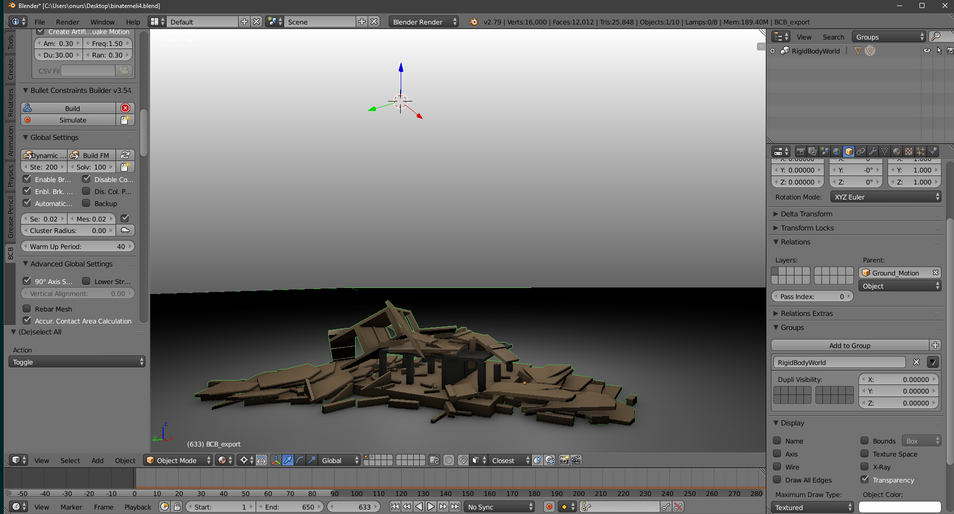 Blender* [C:\Users\onurs\Desktop\binatemeli4.blend]
File Render Window Help Default Scene Blender Render v2.79 | Verts:16,000 | Faces:12,012 | Tris:25,848 | Objects:1/10 | Lamps:0/8 | Mem:189.40M | BCB_export
Tools
Create
Relations
Animation
Physics
Grease Pencil
BCB
Create Artifi...uake Motion
Am: 0.30 Freq:1.50
Du:30.00 Ran: 0.30
CSV Fil
Bullet Constraints Builder v3.54
Build
Simulate
Global Settings
Dynamic ... Build FM
Ste: 200 Solv: 100
Enable Br... Disable Co...
Enbl. Brk. ... Dis. Col. P...
Automatic... Backup
Se: 0.02 Mes:0.02
Cluster Radius: 0.00
Warm Up Period: 40
Advanced Global Settings
90° Axis S... Lower Str...
Vertical Alignment: 0.00
Rebar Mesh
Accur. Contact Area Calculation
(De)select All
Action
Toggle
(633) BCB_export
View Select Add Object Object Mode Global Closest
-50 -40 -30 -20 -10 0 10 20 30 40 50 60 70 80 90 100 110 120 130 140 150 160 170 180 190 200 210 220 230 240 250 260 270 280
View Marker Frame Playback Start: 1 End: 650 633 No Sync
View Search Groups
RigidBodyWorld
Y: 0.00000 Y: -0° Y: 1.000
Z: 0.00000 Z: 0° Z: 1.000
Rotation Mode: XYZ Euler
Delta Transform
Transform Locks
Relations
Layers: Parent:
Ground_Motion
Object
Pass Index: 0
Relations Extras
Groups
Add to Group
RigidBodyWorld
Dupli Visibility: X: 0.00000
Y: 0.00000
Z: 0.00000
Display
Name Bounds Box
Axis Texture Space
Wire X-Ray
Draw All Edges Transparency
Maximum Draw Type: Object Color:
Textured